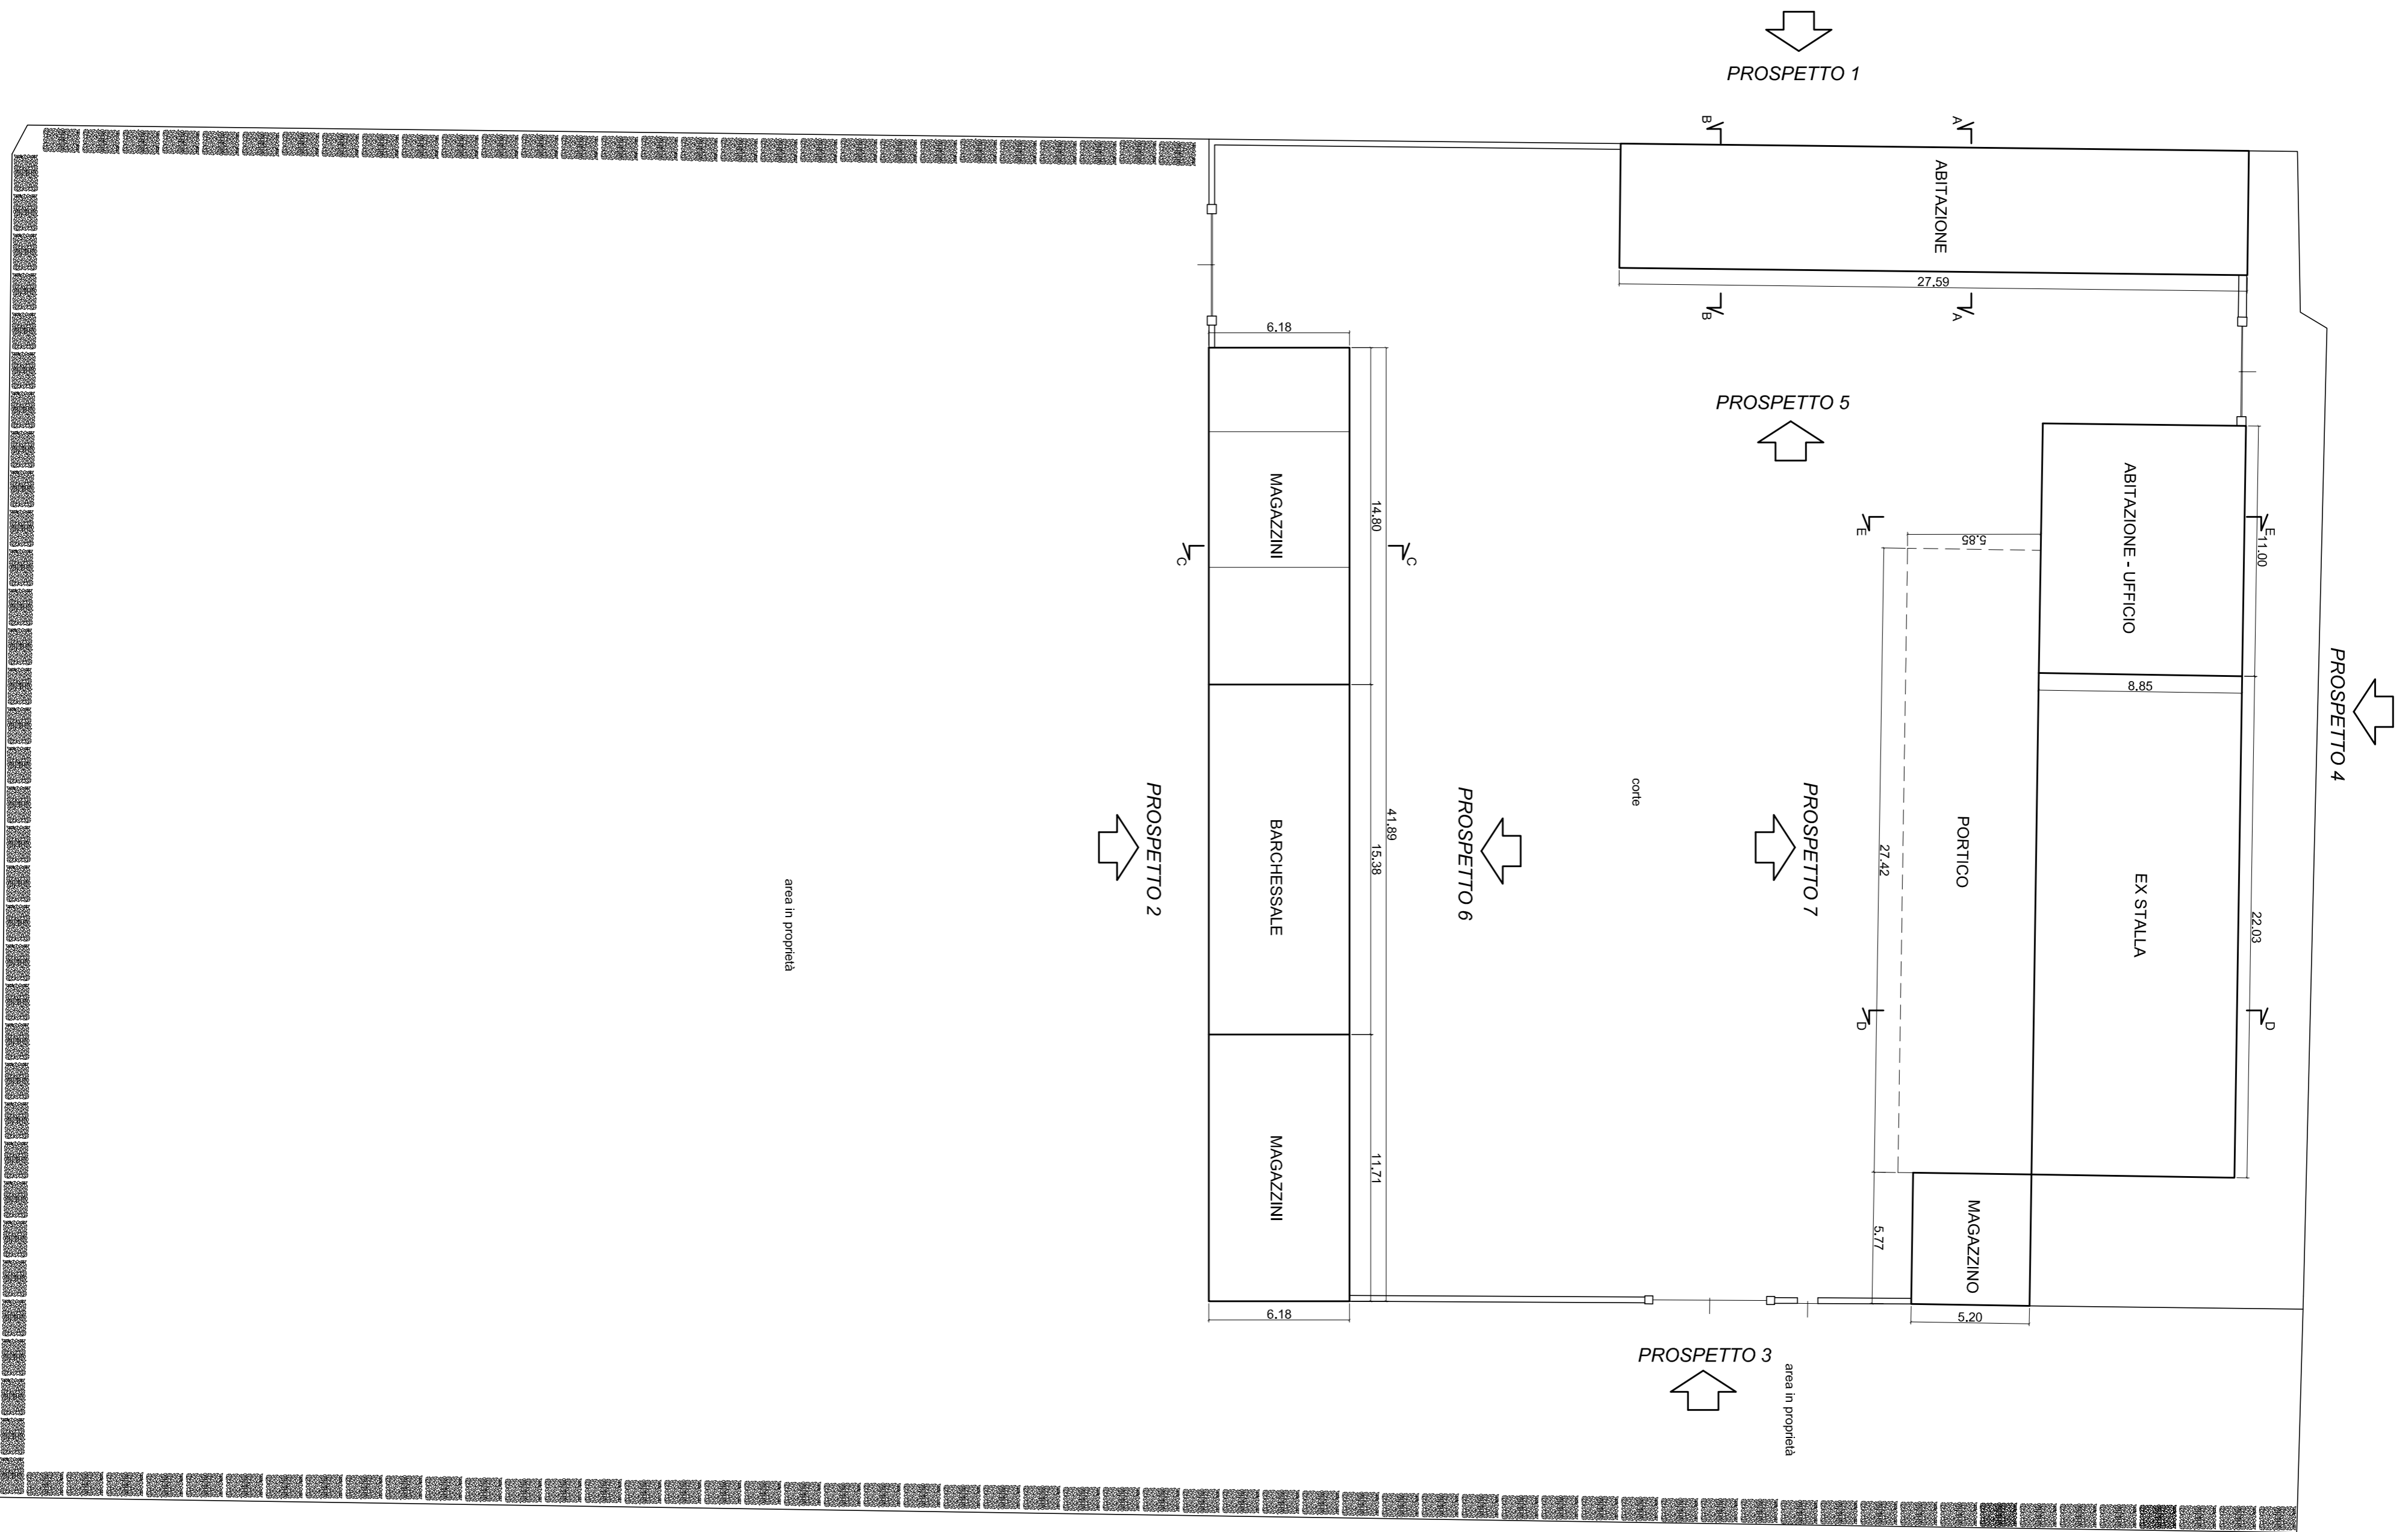 PROSPETTO 1
B
A
ABITAZIONE
27.59
B
A
6.18
PROSPETTO 5
MAGAZZINI
14.80
C
C
E
E
5.85
11.00
ABITAZIONE - UFFICIO
8.85
PROSPETTO 4
PROSPETTO 2
BARCHESSALE
41.89
15.38
PROSPETTO 6
corte
PROSPETTO 7
27.42
PORTICO
EX STALLA
22.03
area in proprietà
D
D
MAGAZZINI
11.71
5.77
MAGAZZINO
6.18
5.20
PROSPETTO 3
area in proprietà